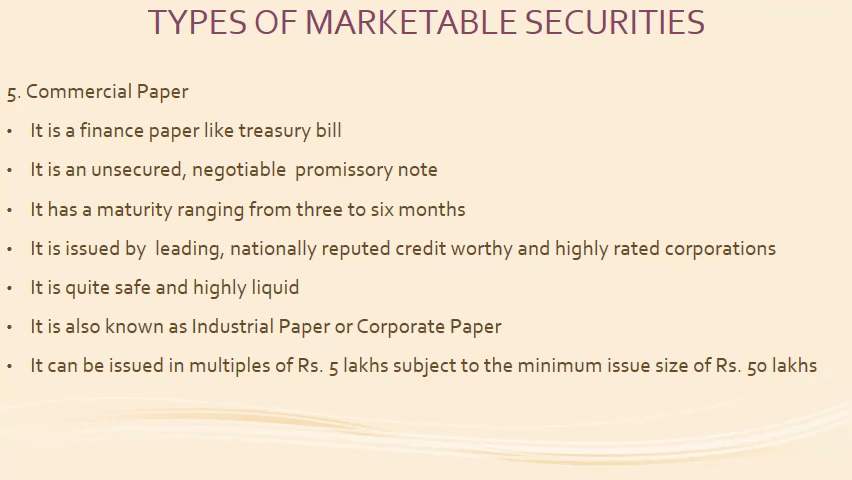 TYPES OF MARKETABLE SECURITIES
5. Commercial Paper
• It is a finance paper like treasury bill
• It is an unsecured, negotiable  promissory note
• It has a maturity ranging from three to six months
• It is issued by  leading, nationally reputed credit worthy and highly rated corporations
• It is quite safe and highly liquid
• It is also known as Industrial Paper or Corporate Paper
• It can be issued in multiples of Rs. 5 lakhs subject to the minimum issue size of Rs. 50 lakhs